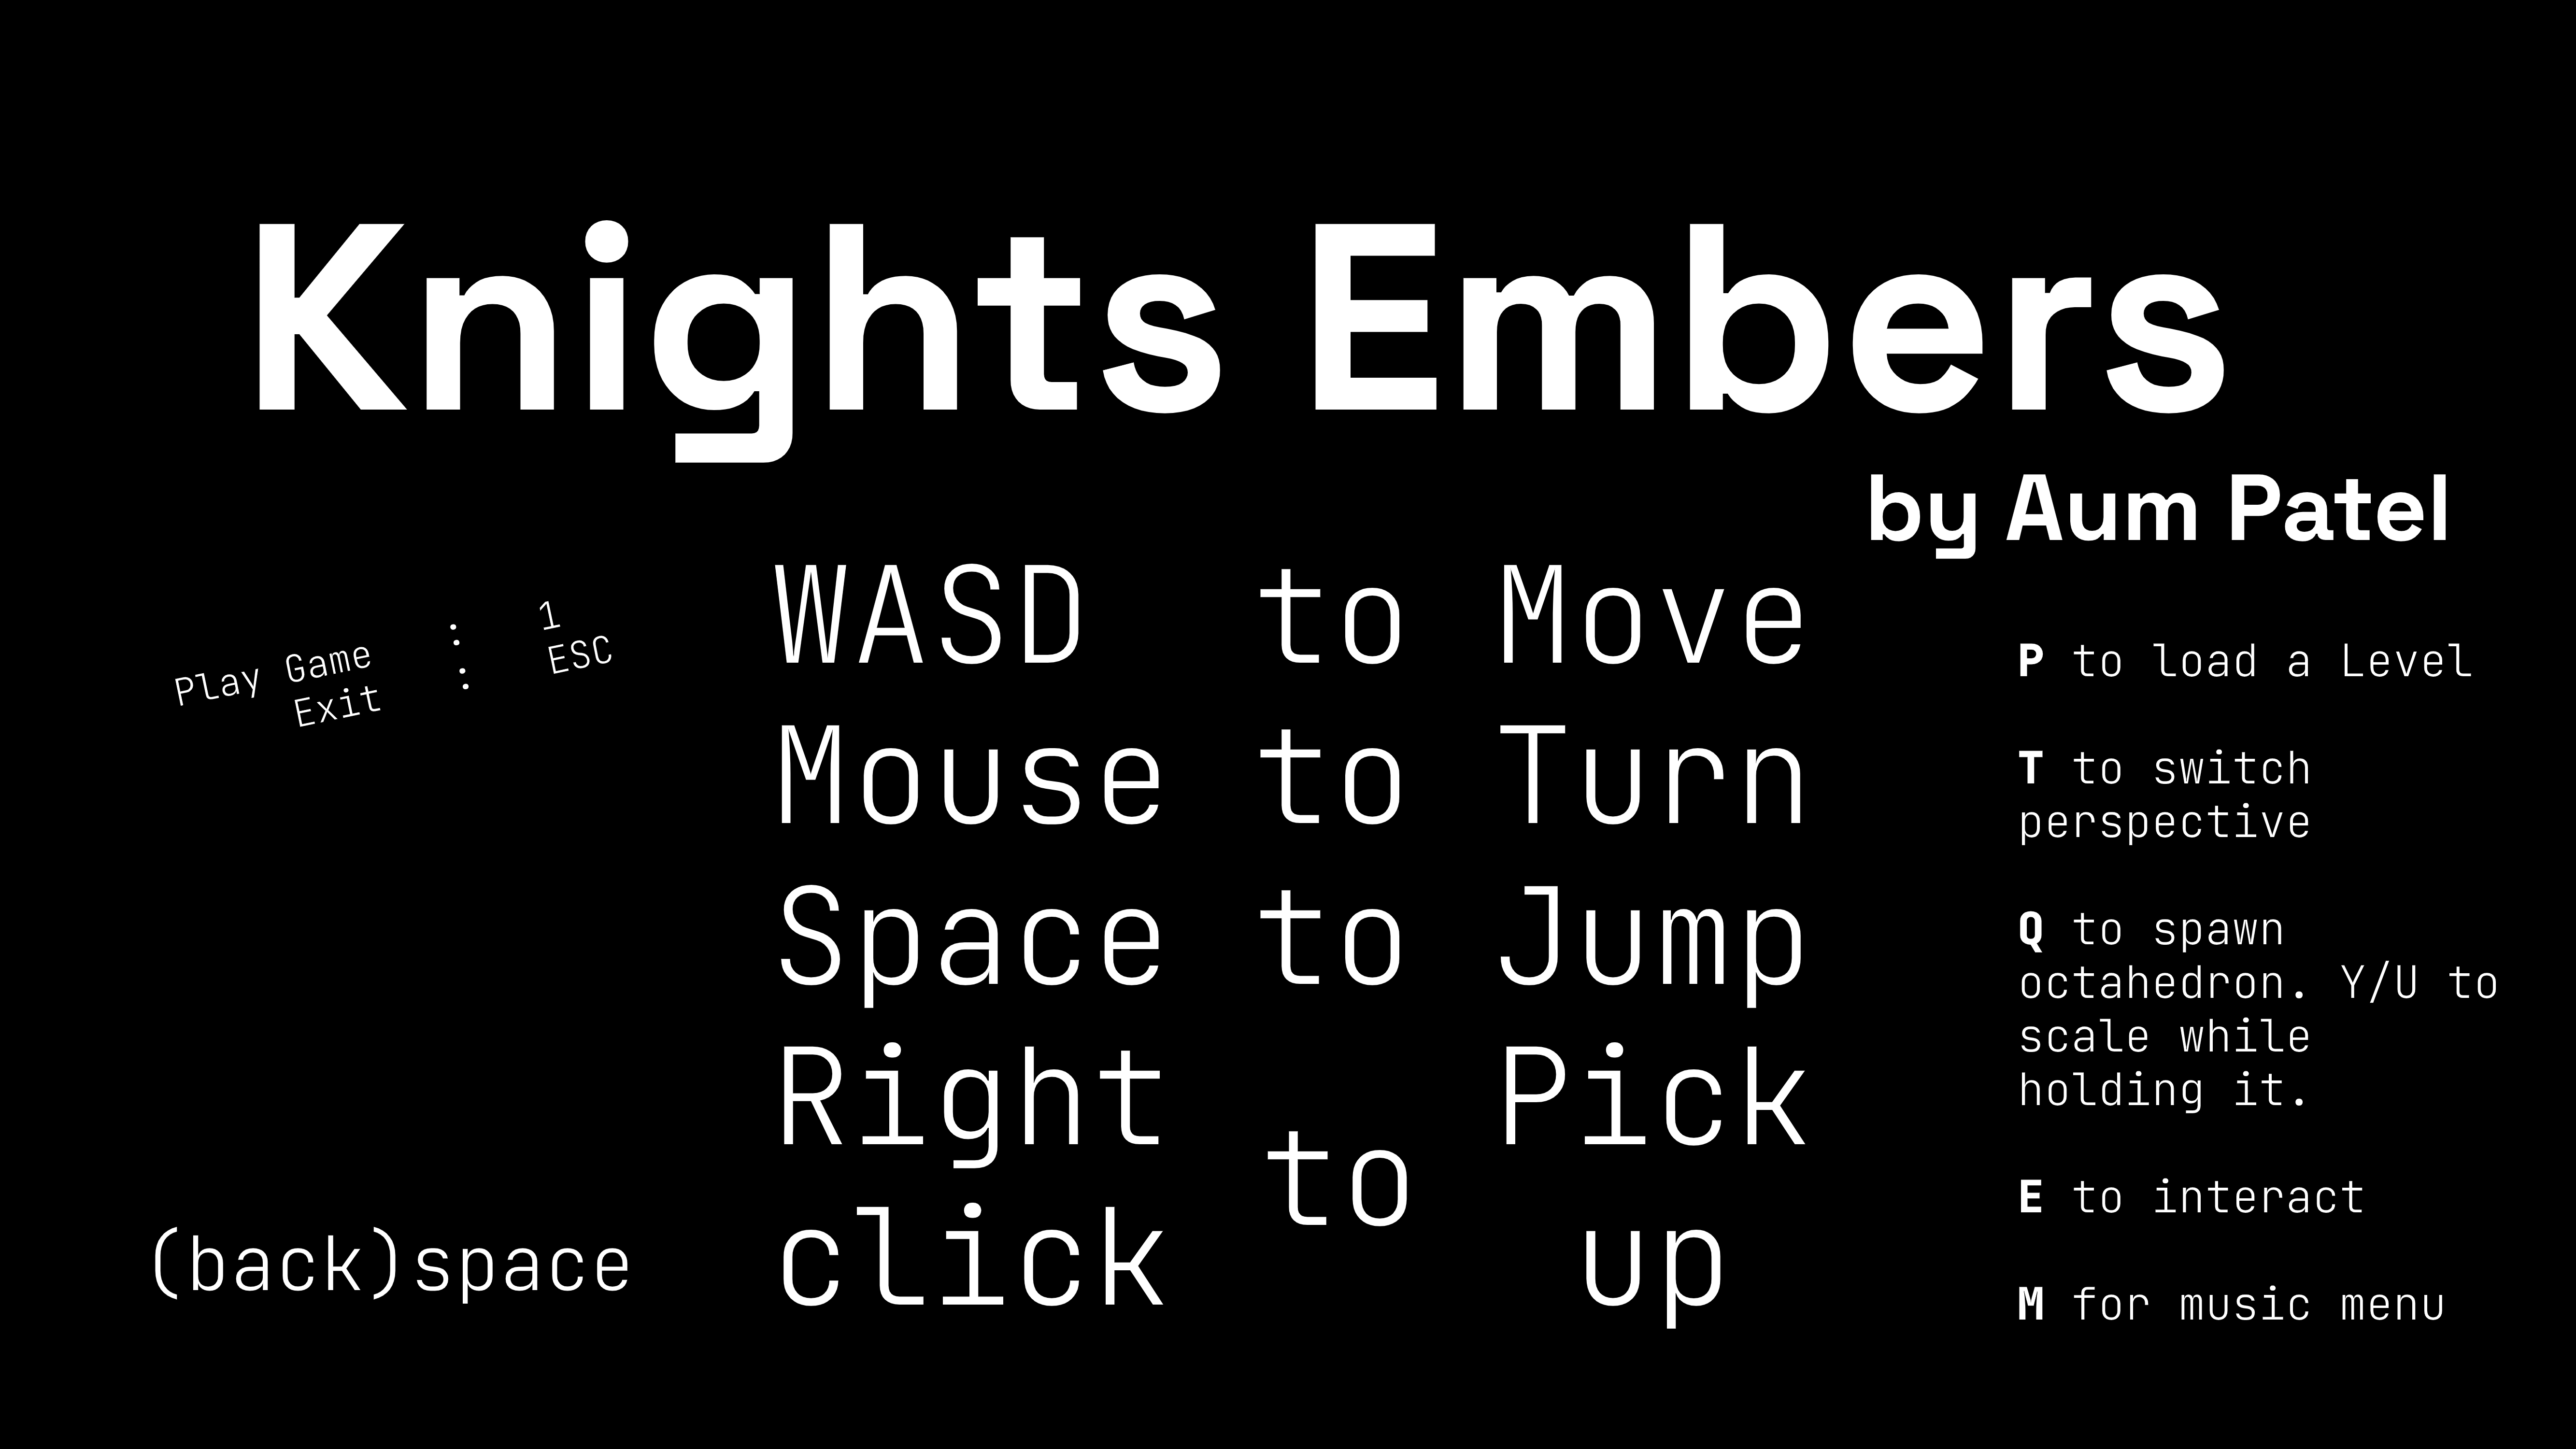 Knights Embers
by Aum Patel
Play Game : 1
Exit : ESC
(back)space
WASD to Move
Mouse to Turn
Space to Jump
Right
click
to
Pick
up
P to load a Level
T to switch
perspective
Q to spawn
octahedron. Y/U to
scale while
holding it.
E to interact
M for music menu